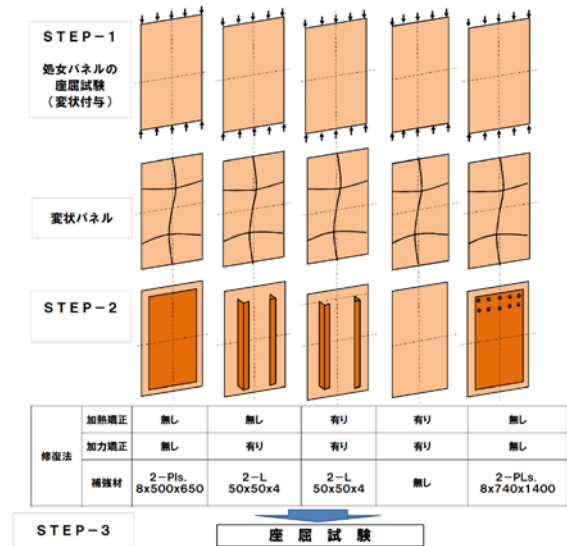 STEP-1
処女パネルの
座屈試験
(変状付与)
変状パネル
STEP-2
修復法
加熱矯正 無し 無し 有り 有り 無し
加力矯正 無し 有り 有り 有り 無し
補強材 2-Pls. 8x500x650 2-L 50x50x4 2-L 50x50x4 無し 2-PLs. 8x740x1400
STEP-3
座屈試験